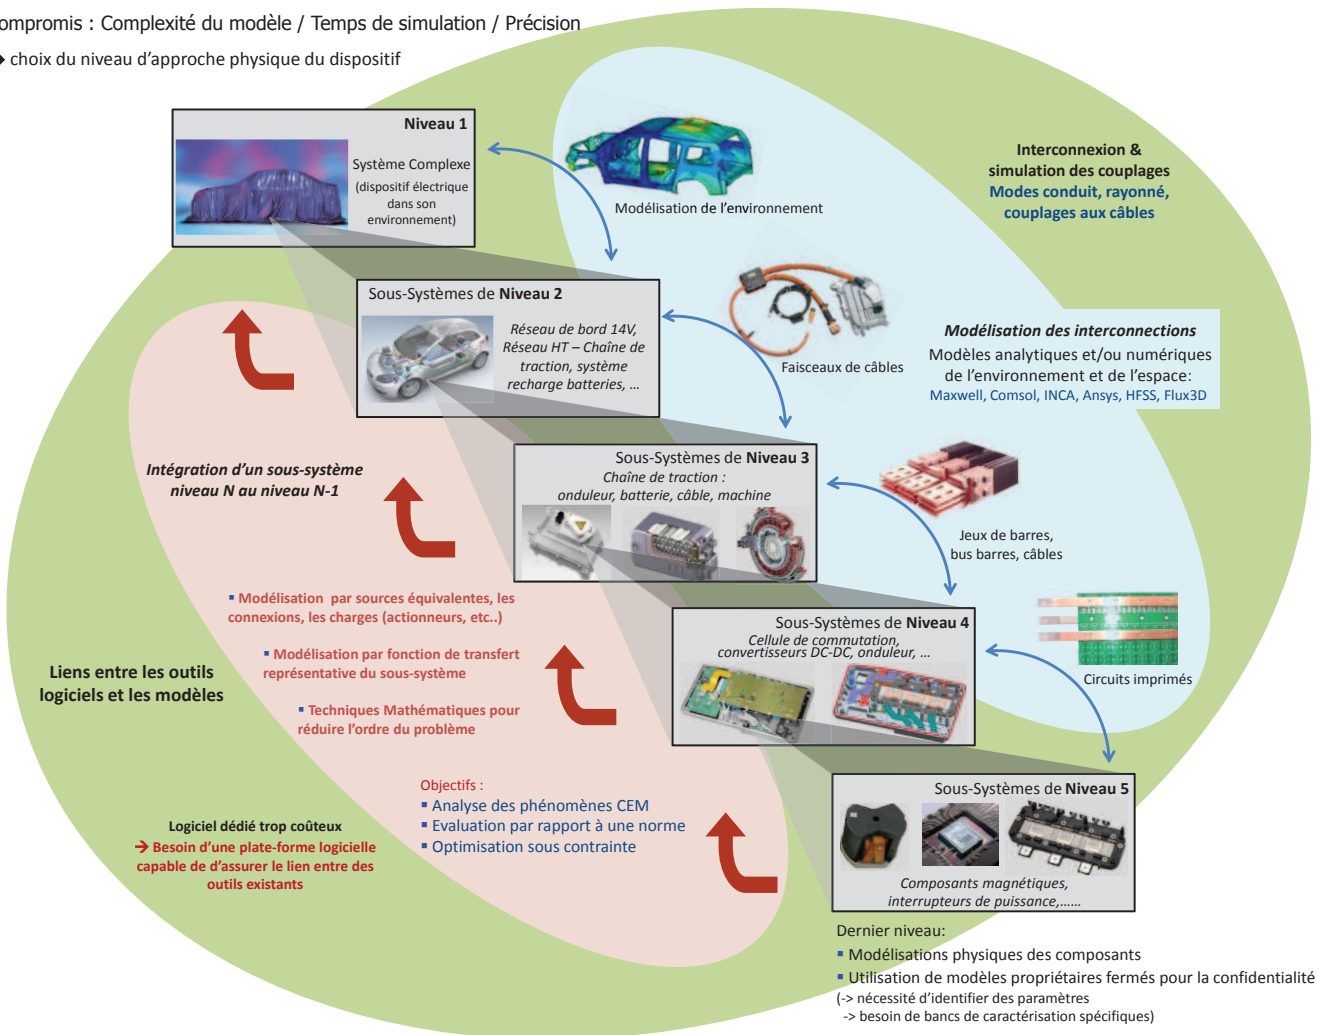 ompromis : Complexité du modèle / Temps de simulation / Précision
➔ choix du niveau d'approche physique du dispositif
Niveau 1
Système Complexe
(dispositif électrique
dans son
environnement)
Modélisation de l'environnement
Interconnexion &
simulation des couplages
Modes conduit, rayonné,
couplages aux câbles
Sous-Systèmes de Niveau 2
Réseau de bord 14V,
Réseau HT – Chaîne de
traction, système
recharge batteries, …
Faisceaux de câbles
Modélisation des interconnections
Modèles analytiques et/ou numériques
de l'environnement et de l'espace:
Maxwell, Comsol, INCA, Ansys, HFSS, Flux3D
Intégration d'un sous-système
niveau N au niveau N-1
Sous-Systèmes de Niveau 3
Chaîne de traction :
onduleur, batterie, câble, machine
Jeux de barres,
bus barres, câbles
▪ Modélisation par sources équivalentes, les
connexions, les charges (actionneurs, etc..)
▪ Modélisation par fonction de transfert
représentative du sous-système
▪ Techniques Mathématiques pour
réduire l'ordre du problème
Liens entre les outils
logiciels et les modèles
Sous-Systèmes de Niveau 4
Cellule de commutation,
convertisseurs DC-DC, onduleur, …
Circuits imprimés
Objectifs :
▪ Analyse des phénomènes CEM
▪ Evaluation par rapport à une norme
▪ Optimisation sous contrainte
Logiciel dédié trop coûteux
➔ Besoin d'une plate-forme logicielle
capable de d'assurer le lien entre des
outils existants
Sous-Systèmes de Niveau 5
Composants magnétiques,
interrupteurs de puissance,……
Dernier niveau:
▪ Modélisations physiques des composants
▪ Utilisation de modèles propriétaires fermés pour la confidentialité
(-> nécessité d'identifier des paramètres
-> besoin de bancs de caractérisation spécifiques)